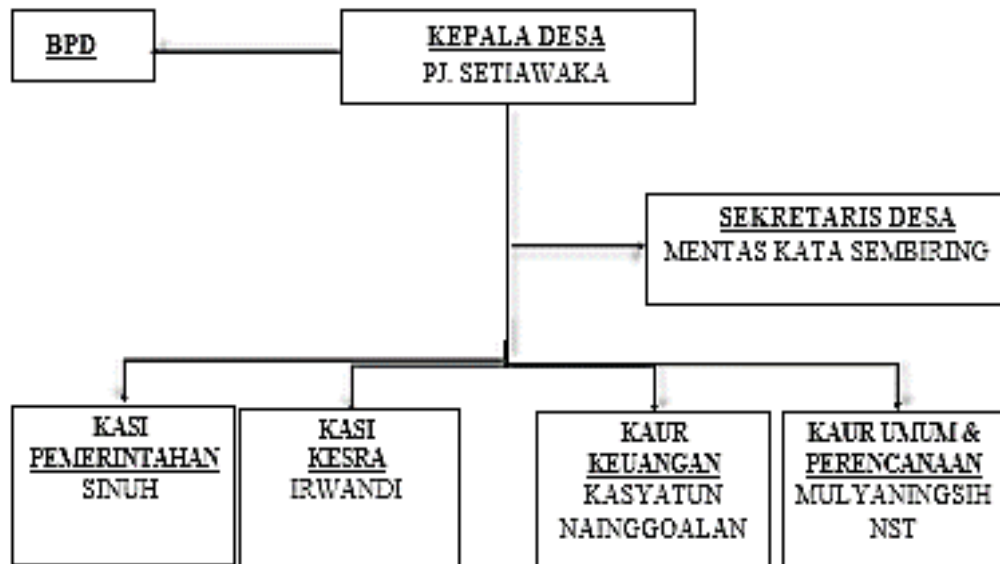 BPD
KEPALA DESA
PJ. SETIAWAKA
SEKRETARIS DESA
MENTAS KATA SEMBIRING
KASI
PEMERINTAHAN
SINUH
KASI
KESRA
IRWANDI
KAUR
KEUANGAN
KASYATUN
NAINGGOALAN
KAUR UMUM &
PERENCANAAN
MULYANINGSIH
NST